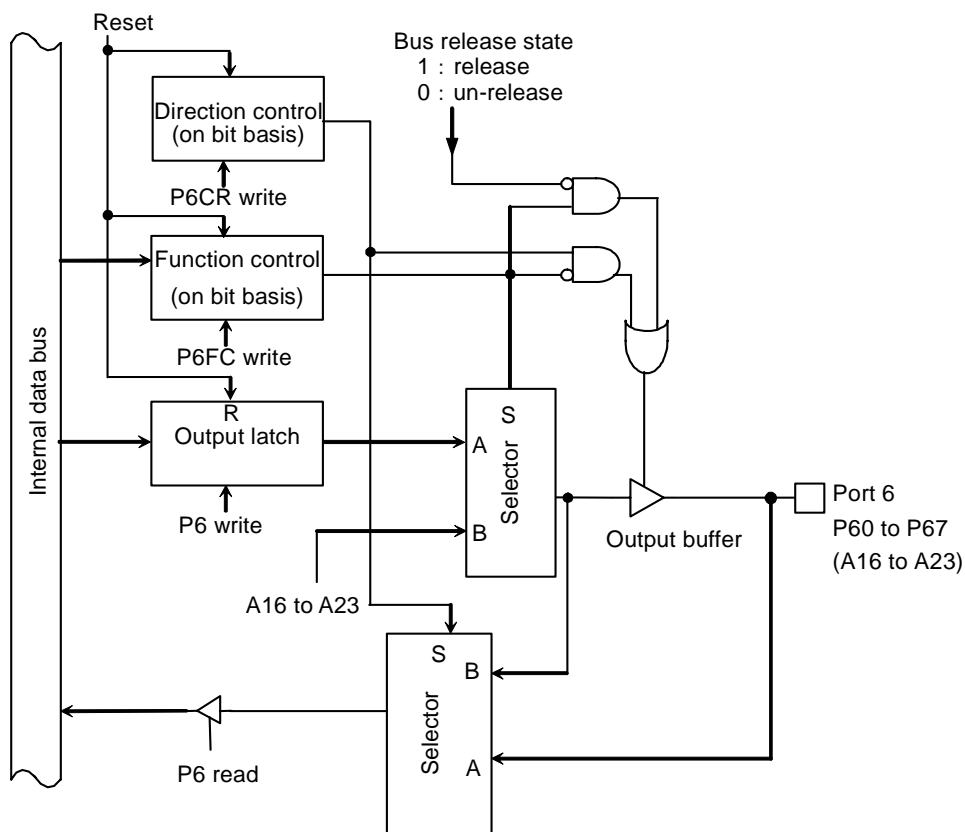 Reset
Bus release state
1 : release
0 : un-release
Direction control
(on bit basis)
P6CR write
Function control
(on bit basis)
P6FC write
Internal data bus
R
Output latch
P6 write
S
A
B
Selector
A16 to A23
Output buffer
Port 6
P60 to P67
(A16 to A23)
S
B
A
Selector
P6 read